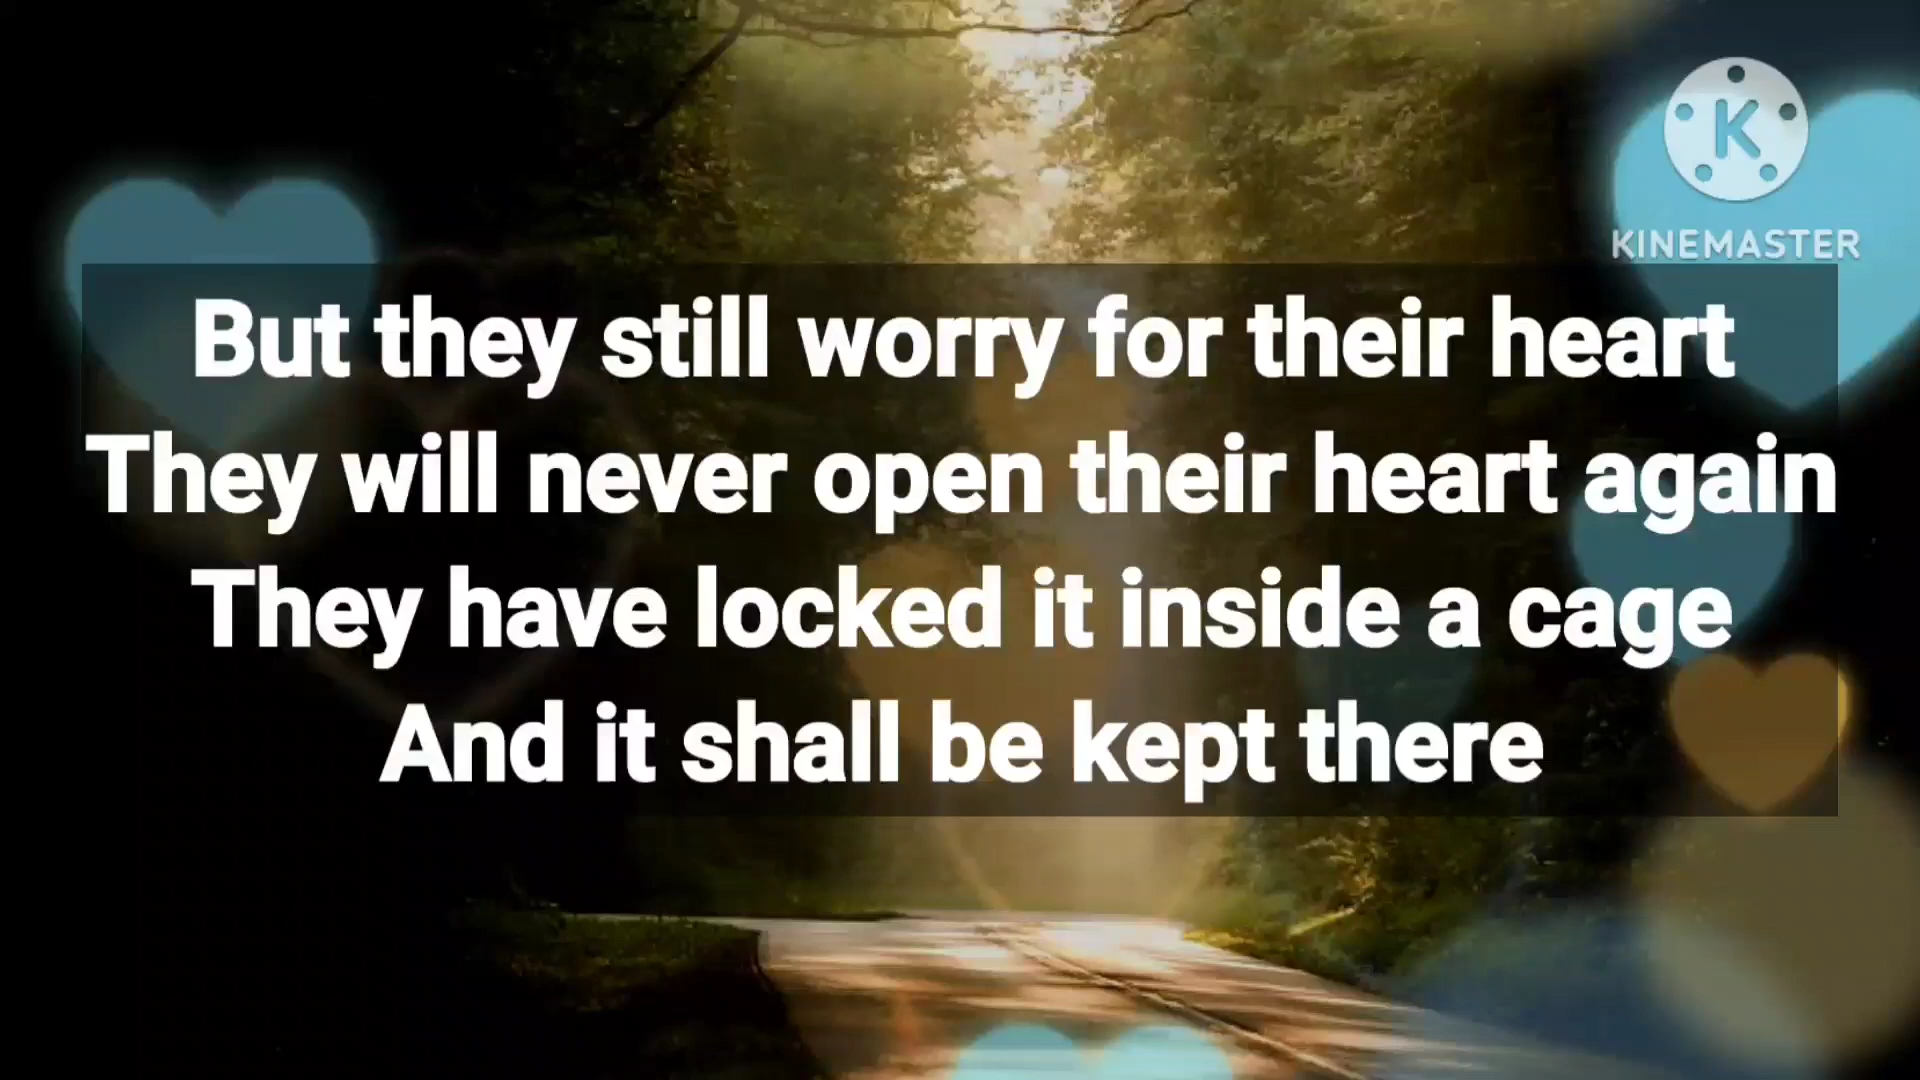 K
KINEMASTER
But they still worry for their heart
They will never open their heart again
They have locked it inside a cage
And it shall be kept there